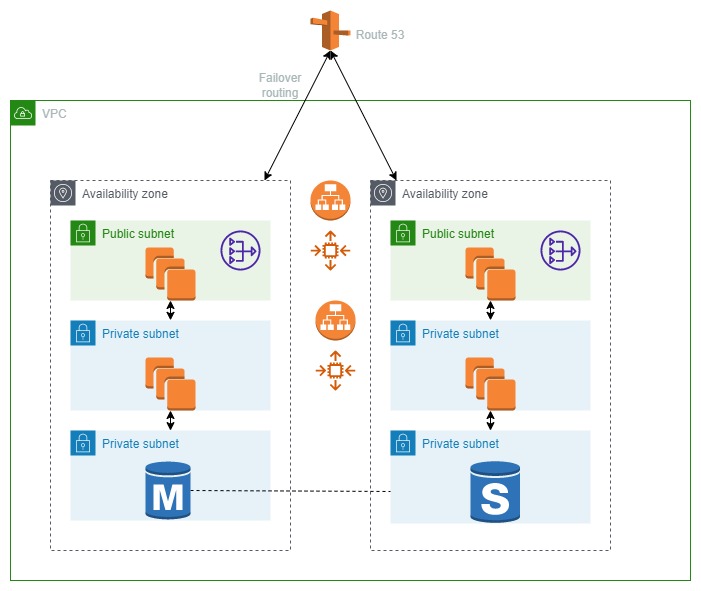 Route 53
Failover
routing
VPC
Availability zone
Availability zone
Public subnet
Public subnet
Private subnet
Private subnet
Private subnet
Private subnet
M
S